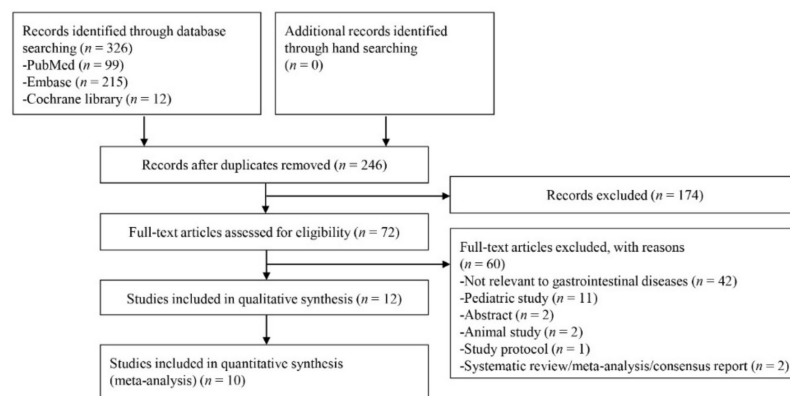 Records identified through database
searching (n = 326)
-PubMed (n = 99)
-Embase (n = 215)
-Cochrane library (n = 12)
Additional records identified
through hand searching
(n = 0)
Records after duplicates removed (n = 246)
Records excluded (n = 174)
Full-text articles assessed for eligibility (n = 72)
Full-text articles excluded, with reasons
(n = 60)
-Not relevant to gastrointestinal diseases (n = 42)
-Pediatric study (n = 11)
-Abstract (n = 2)
-Animal study (n = 2)
-Study protocol (n = 1)
-Systematic review/meta-analysis/consensus report (n = 2)
Studies included in qualitative synthesis (n = 12)
Studies included in quantitative synthesis
(meta-analysis) (n = 10)